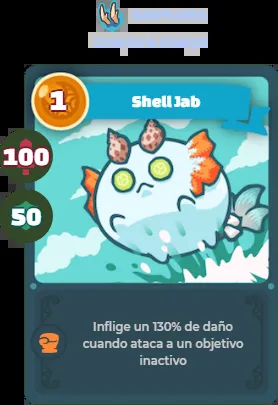 1
Shell Jab
100
50
Inflige un 130% de daño
cuando ataca a un objetivo
inactivo